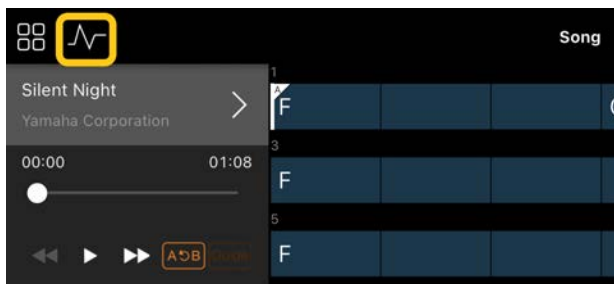 Song
Silent Night
Yamaha Corporation
00:00 01:08
A B
1
A
F
3
F
5
F